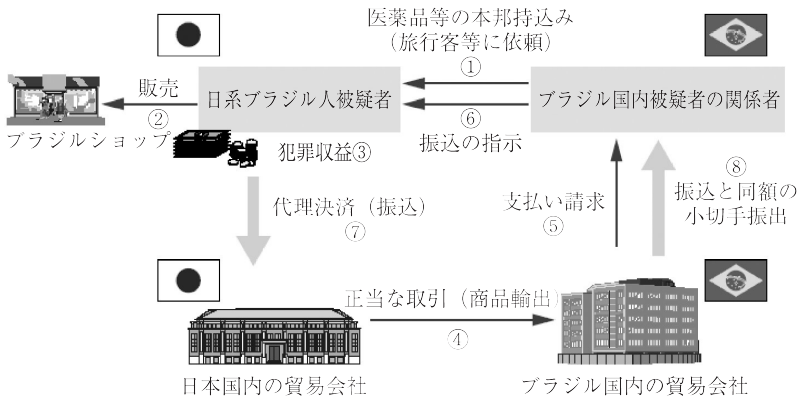 医薬品等の本邦持込み
（旅行客等に依頼）
①
日系ブラジル人被疑者
ブラジル国内被疑者の関係者
販売
②
ブラジルショップ
⑥
振込の指示
犯罪収益③
⑧
振込と同額の
小切手振出
代理決済（振込）
⑦
支払い請求
⑤
正当な取引（商品輸出）
④
日本国内の貿易会社
ブラジル国内の貿易会社